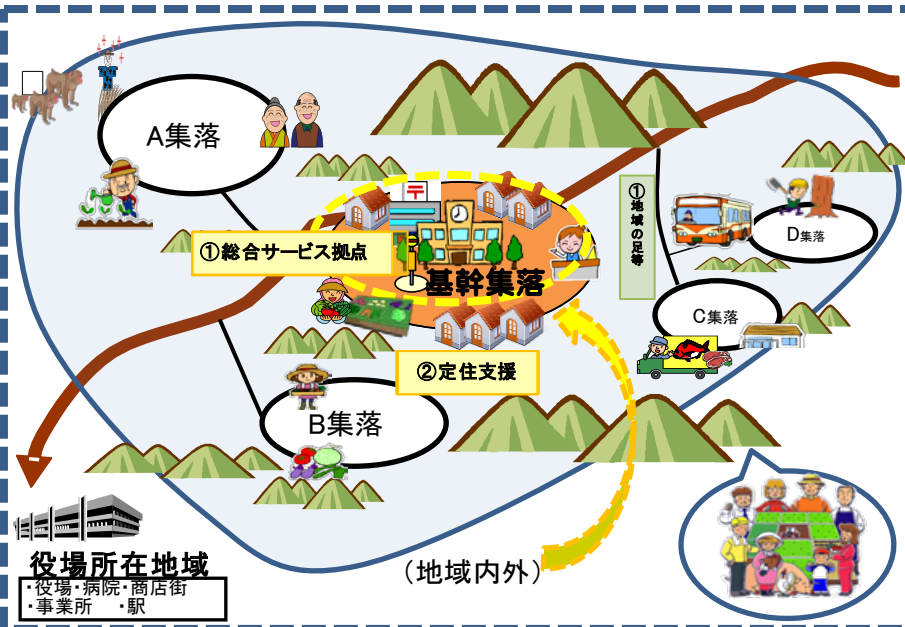 A集落
〒
①総合サービス拠点
基幹集落
①地域の足等
D集落
C集落
②定住支援
B集落
役場所在地域
・役場・病院・商店街
・事業所　・駅
（地域内外）